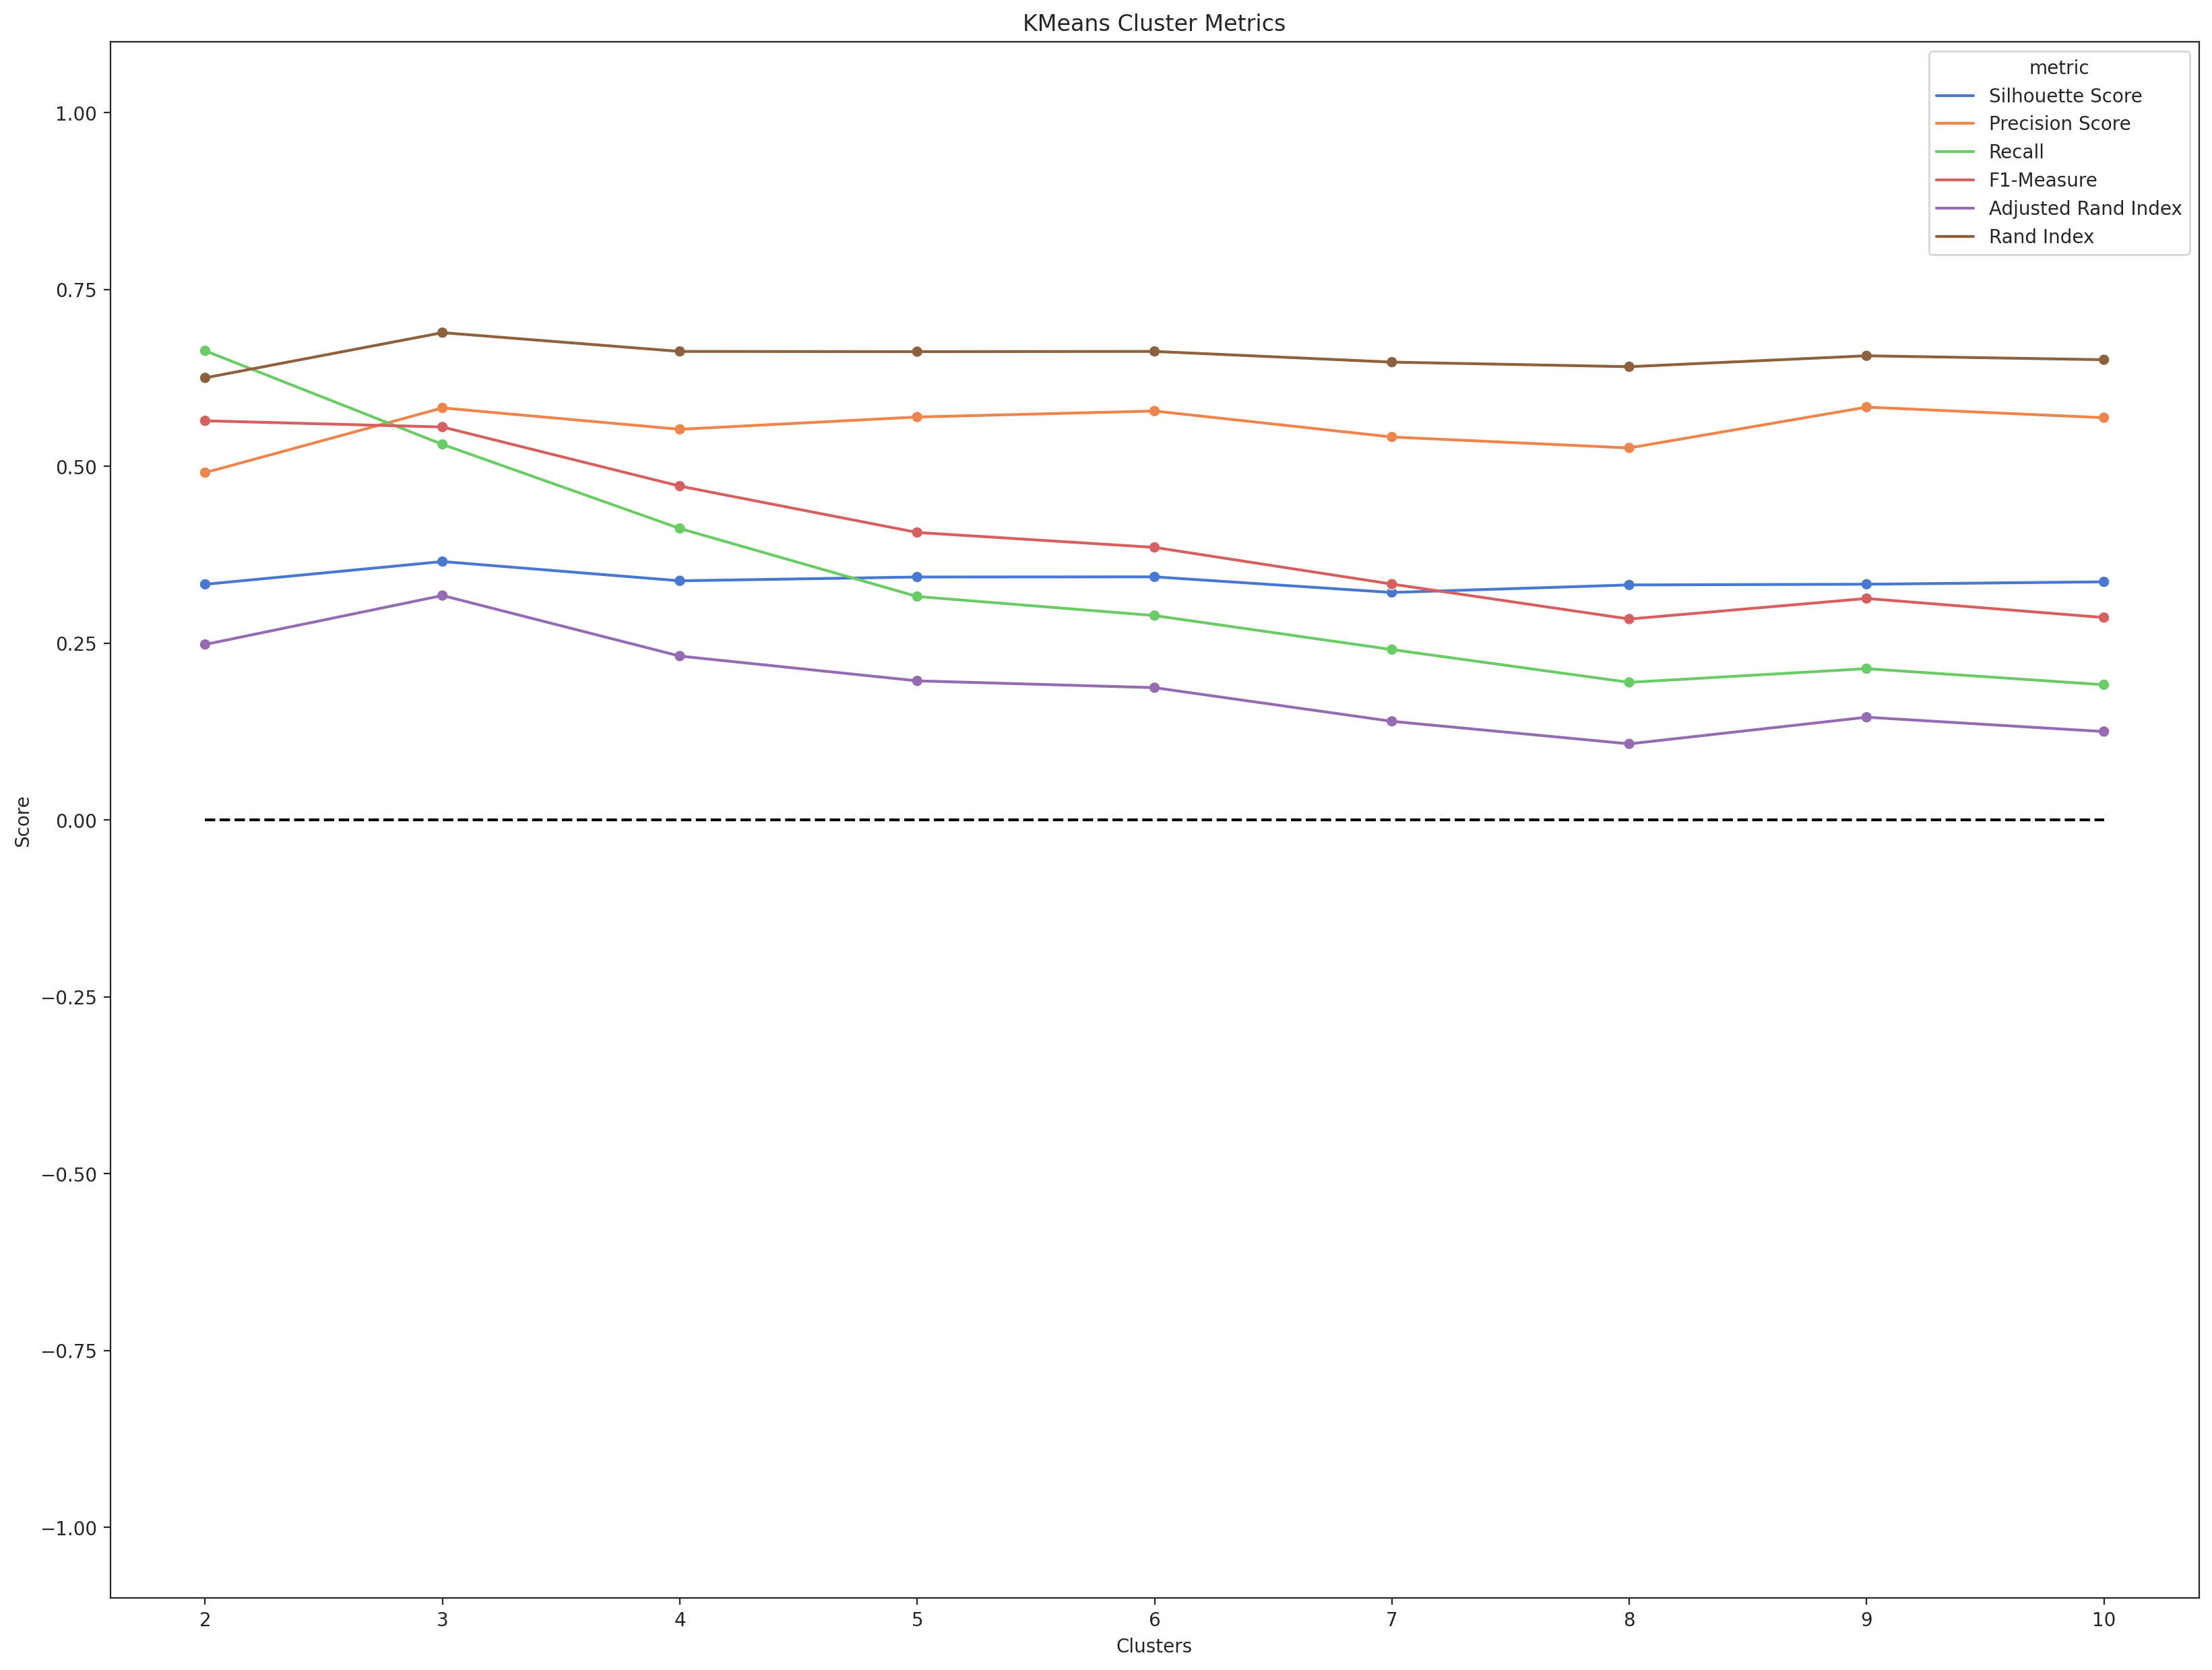 KMeans Cluster Metrics
metric
Silhouette Score
Precision Score
Recall
F1-Measure
Adjusted Rand Index
Rand Index
1.00
0.75
0.50
0.25
0.00
−0.25
−0.50
−0.75
−1.00
Score
2 3 4 5 6 7 8 9 10
Clusters